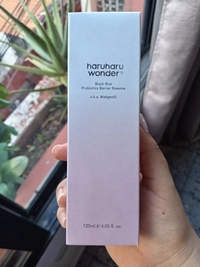 haruharu
wonder
Black Rice
Probiotics Barrier Essence
120ml ℮ 4.05 fl. oz.